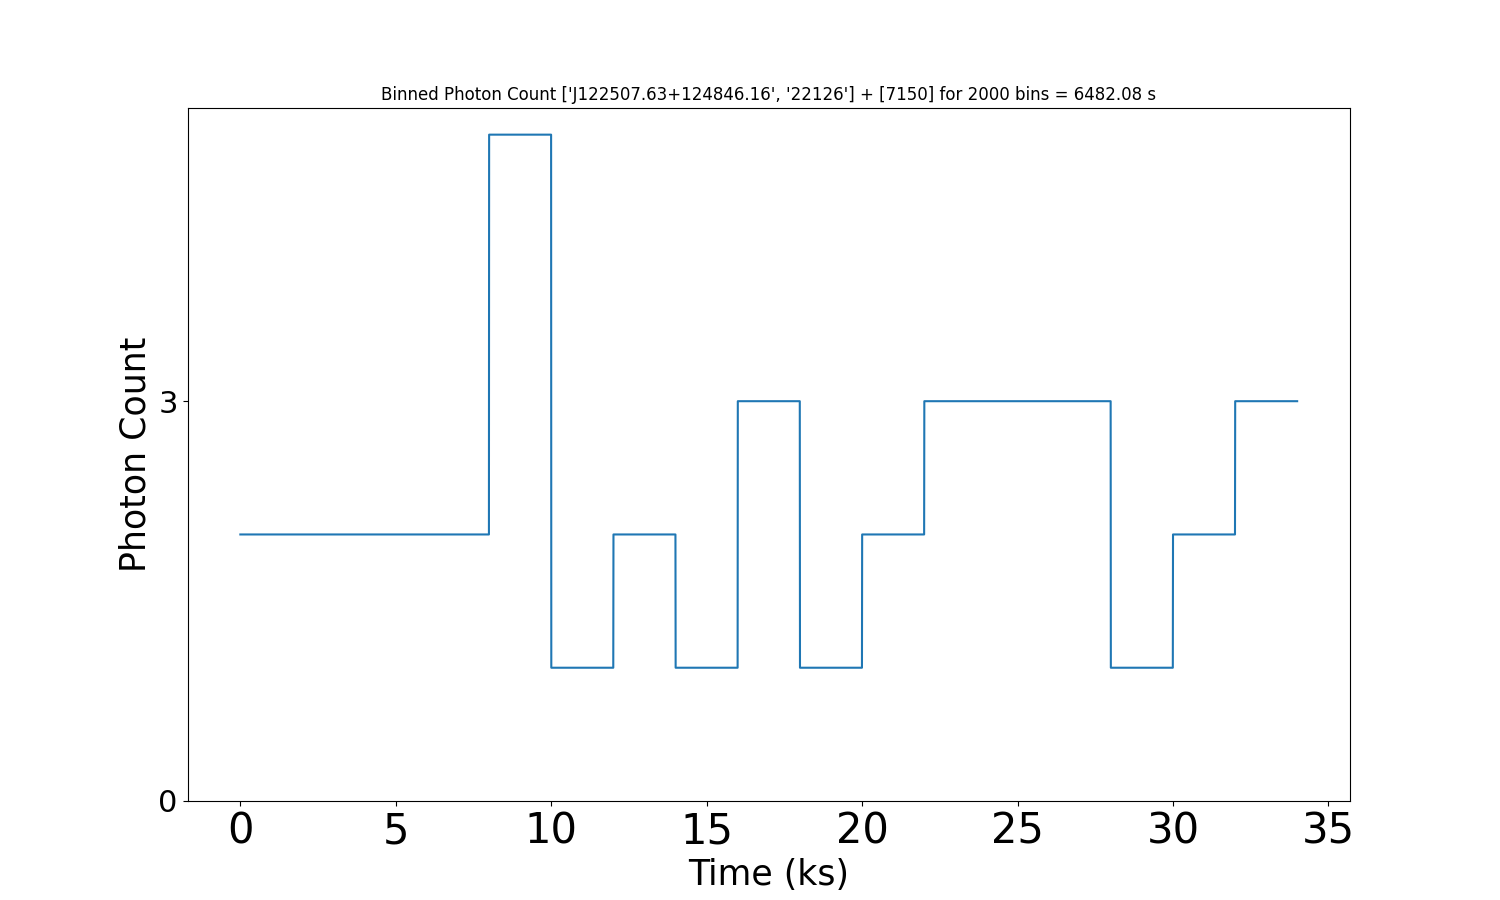 Binned Photon Count ['J122507.63+124846.16', '22126'] + [7150] for 2000 bins = 6482.08 s
Photon Count
3
0
0 5 10 15 20 25 30 35
Time (ks)